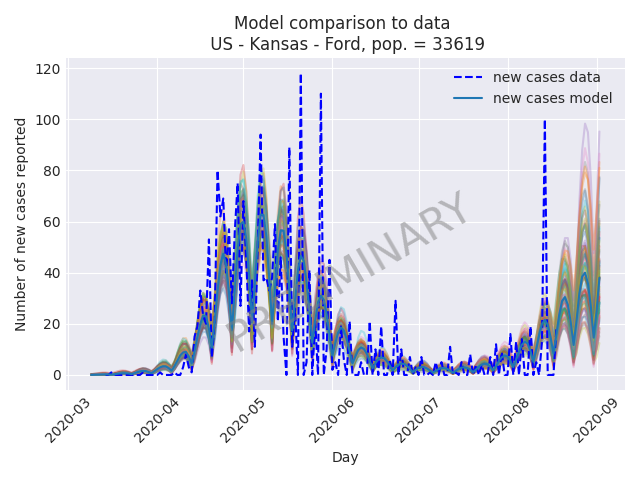 Model comparison to data
US - Kansas - Ford, pop. = 33619
120
100
80
60
40
20
0
Number of new cases reported
new cases data
new cases model
PRELIMINARY
2020-03
2020-04
2020-05
2020-06
2020-07
2020-08
2020-09
Day